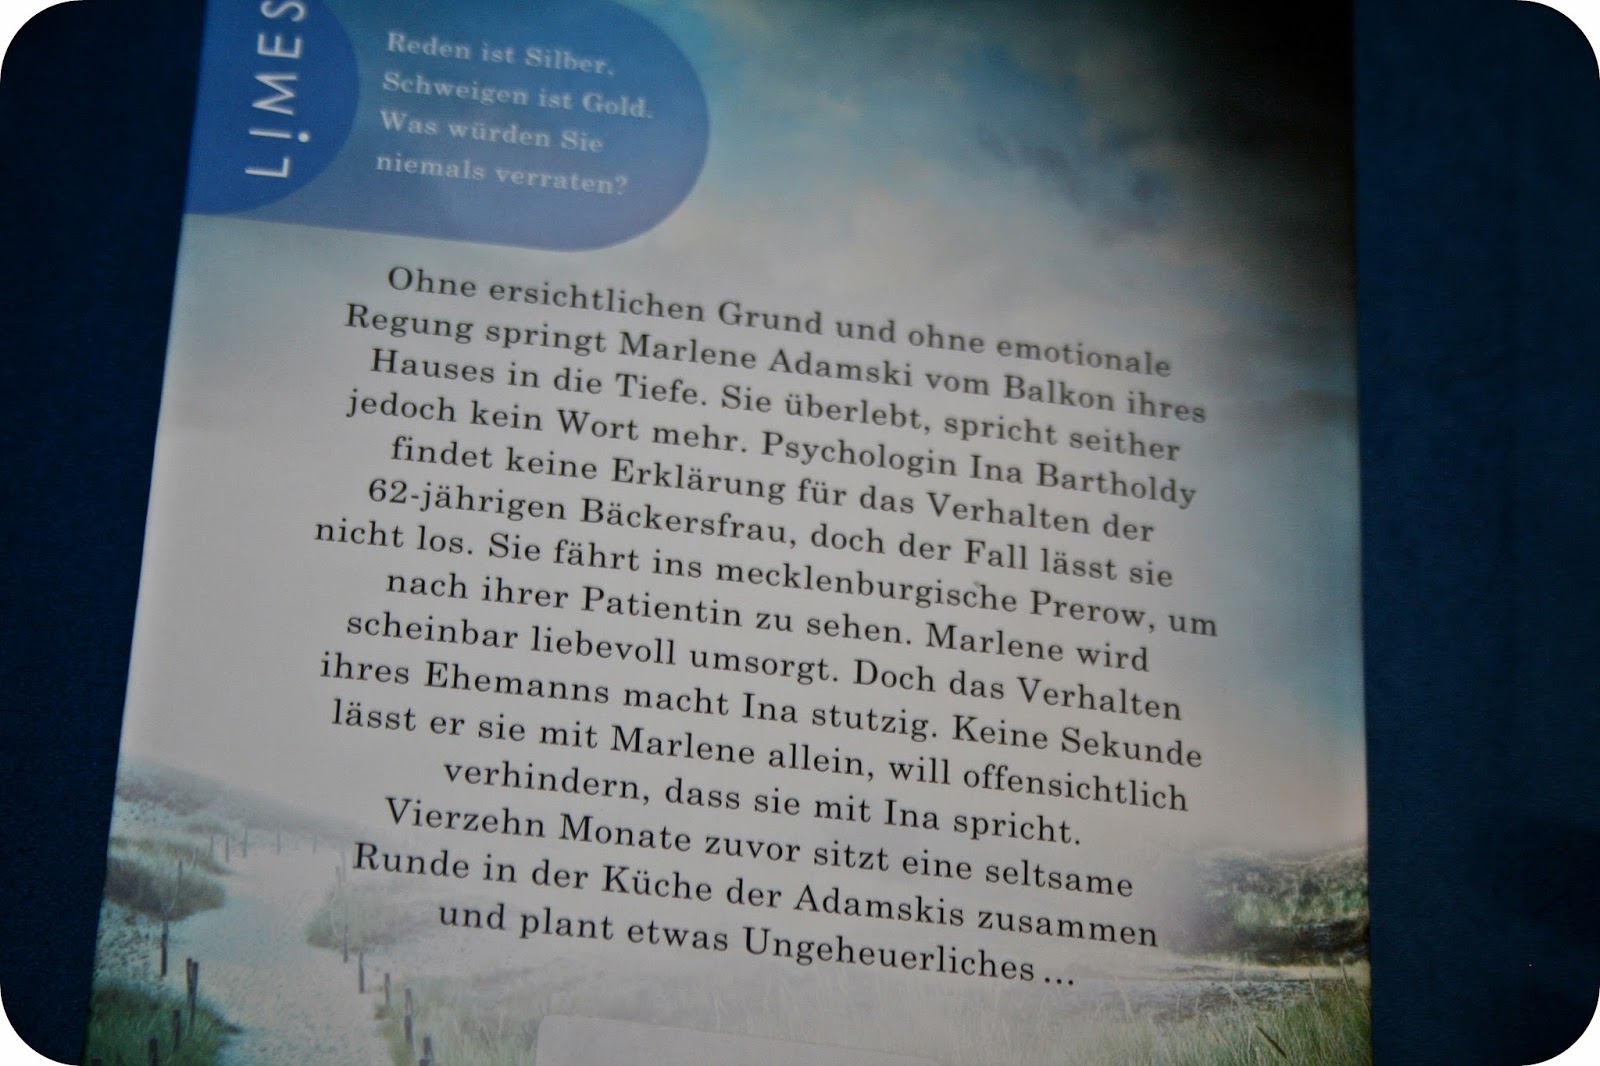 LIMES
Reden ist Silber.
Schweigen ist Gold.
Was würden Sie
niemals verraten?
Ohne ersichtlichen Grund und ohne emotionale
Regung springt Marlene Adamski vom Balkon ihres
Hauses in die Tiefe. Sie überlebt, spricht seither
jedoch kein Wort mehr. Psychologin Ina Bartholdy
findet keine Erklärung für das Verhalten der
62-jährigen Bäckersfrau, doch der Fall lässt sie
nicht los. Sie fährt ins mecklenburgische Prerow, um
nach ihrer Patientin zu sehen. Marlene wird
scheinbar liebevoll umsorgt. Doch das Verhalten
ihres Ehemanns macht Ina stutzig. Keine Sekunde
lässt er sie mit Marlene allein, will offensichtlich
verhindern, dass sie mit Ina spricht.
Vierzehn Monate zuvor sitzt eine seltsame
Runde in der Küche der Adamskis zusammen
und plant etwas Ungeheuerliches ...